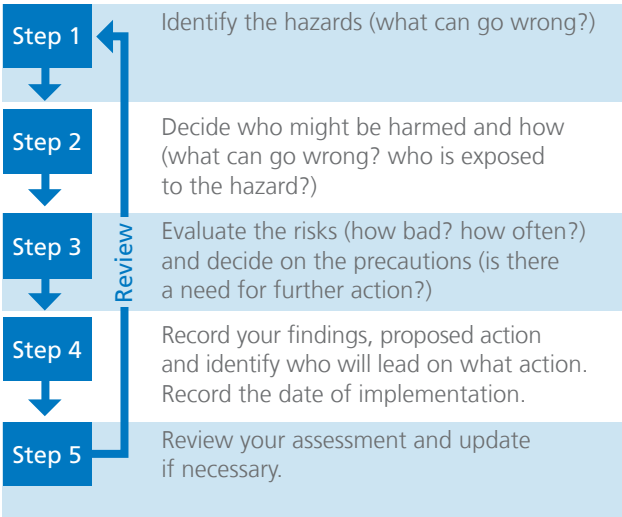 Step 1
Identify the hazards (what can go wrong?)
Step 2
Decide who might be harmed and how
(what can go wrong? who is exposed
to the hazard?)
Step 3
Evaluate the risks (how bad? how often?)
and decide on the precautions (is there
a need for further action?)
Step 4
Record your findings, proposed action
and identify who will lead on what action.
Record the date of implementation.
Step 5
Review your assessment and update
if necessary.
Review